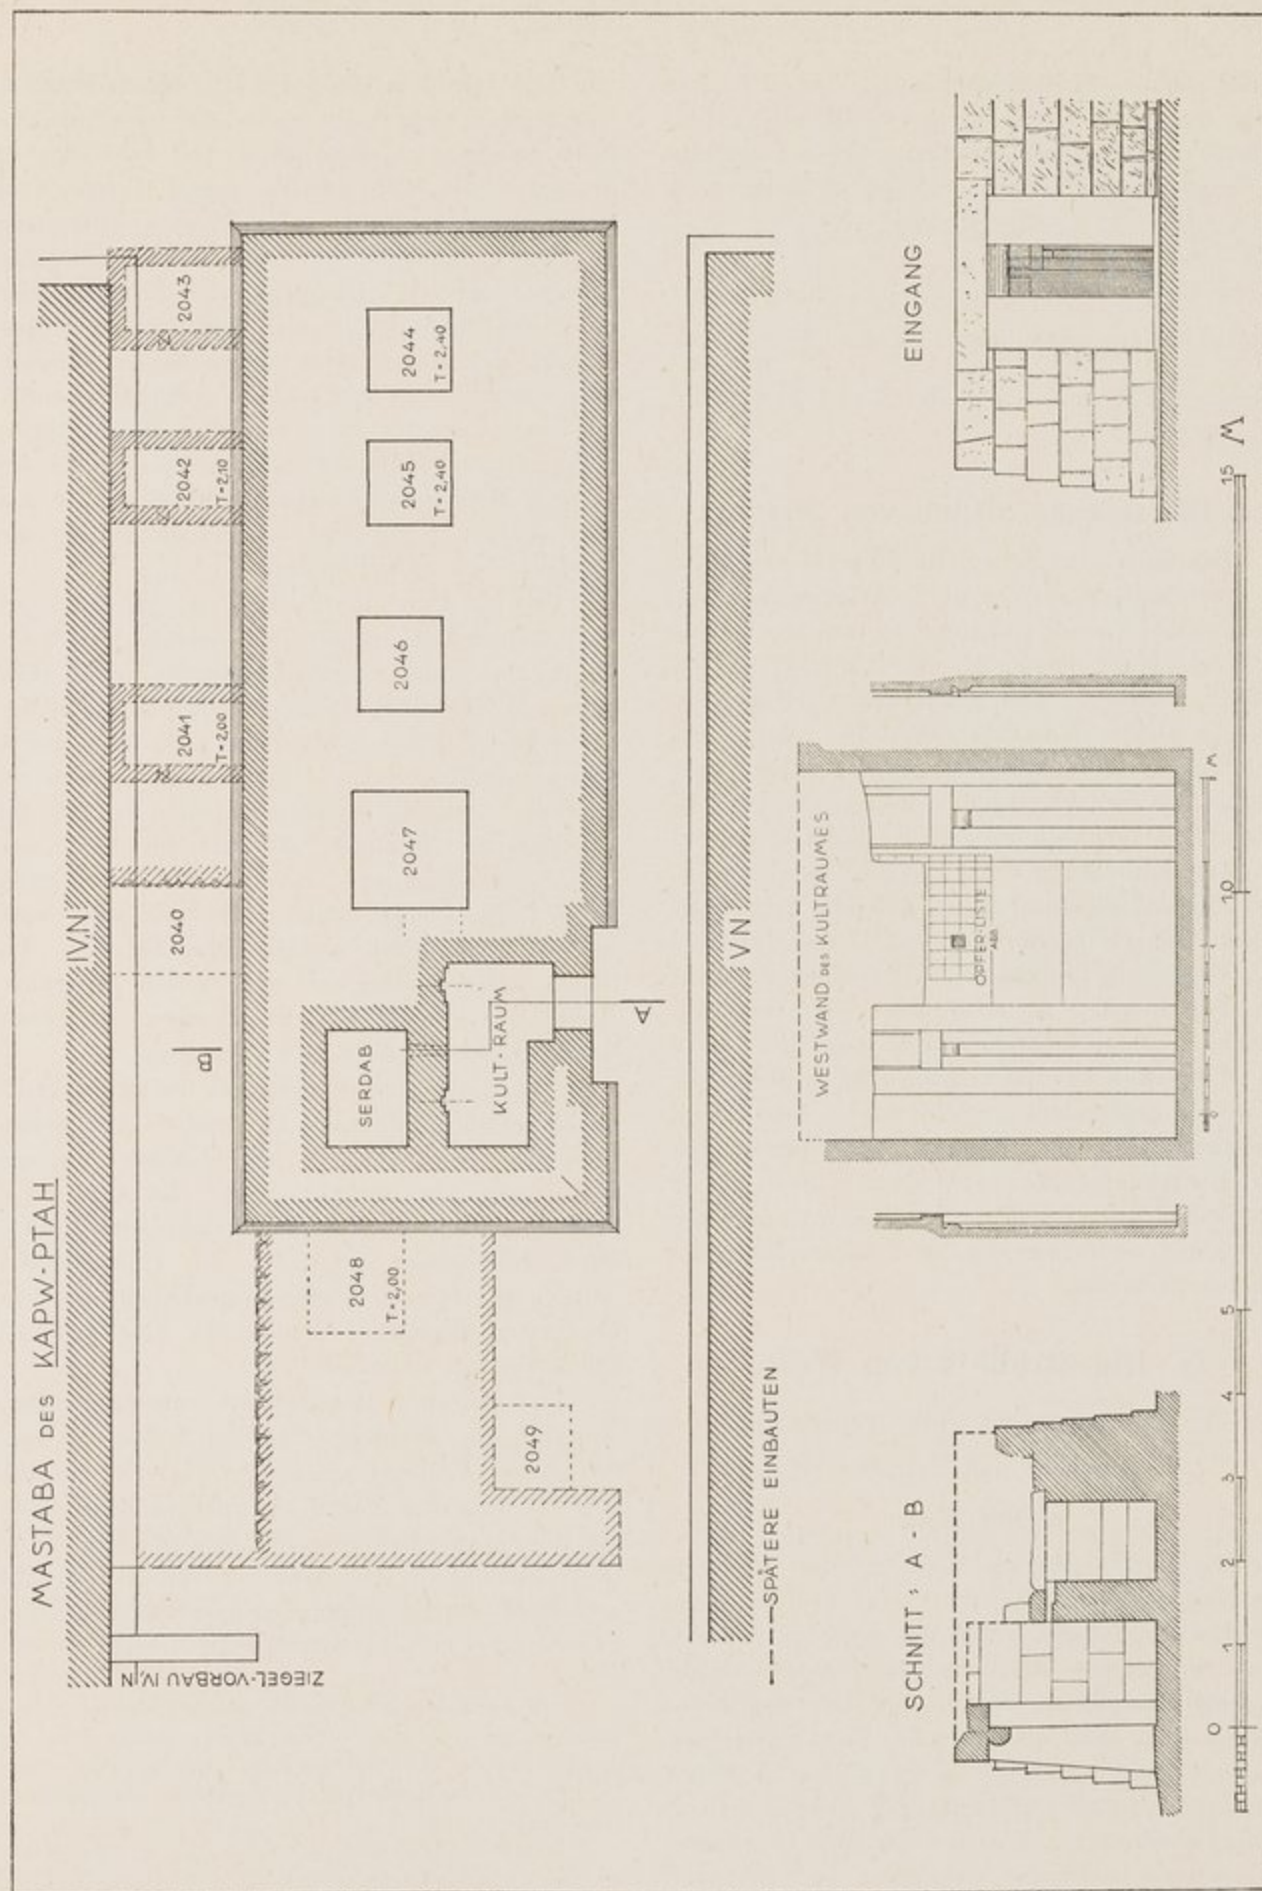 MASTABA DES KAPW-PTAH
IV,N
2040
2041
T=2,00
2042
T=2,10
2043
B
SERDAB
KULT-RAUM
2047
2046
2045
T=2,40
2044
T=2,40
2048
T=2,00
2049
A
V N
ZIEGEL-VORBAU IV,N
SPÄTERE EINBAUTEN
SCHNITT: A - B
WESTWAND DES KULTRAUMES
OPFER-LISTE
ABB.
0
M
EINGANG
0 1 2 3 4 5 10 15 M